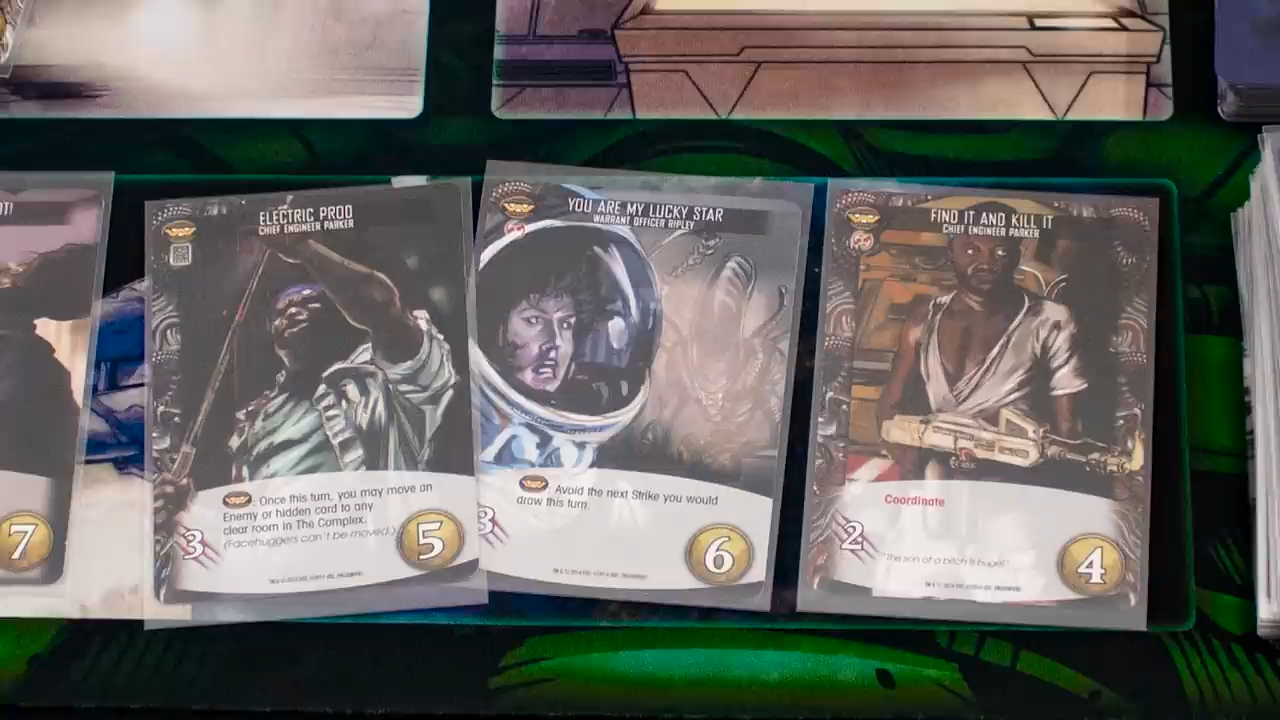 OT!
7
ELECTRIC PROD
CHIEF ENGINEER PARKER
: Once this turn, you may move an
Enemy or hidden card to any
clear room in The Complex.
(Facehuggers can't be moved.)
3
5
YOU ARE MY LUCKY STAR
WARRANT OFFICER RIPLEY
: Avoid the next Strike you would
draw this turn.
3
6
FIND IT AND KILL IT
CHIEF ENGINEER PARKER
Coordinate
2
"The son of a bitch is huge!"
4